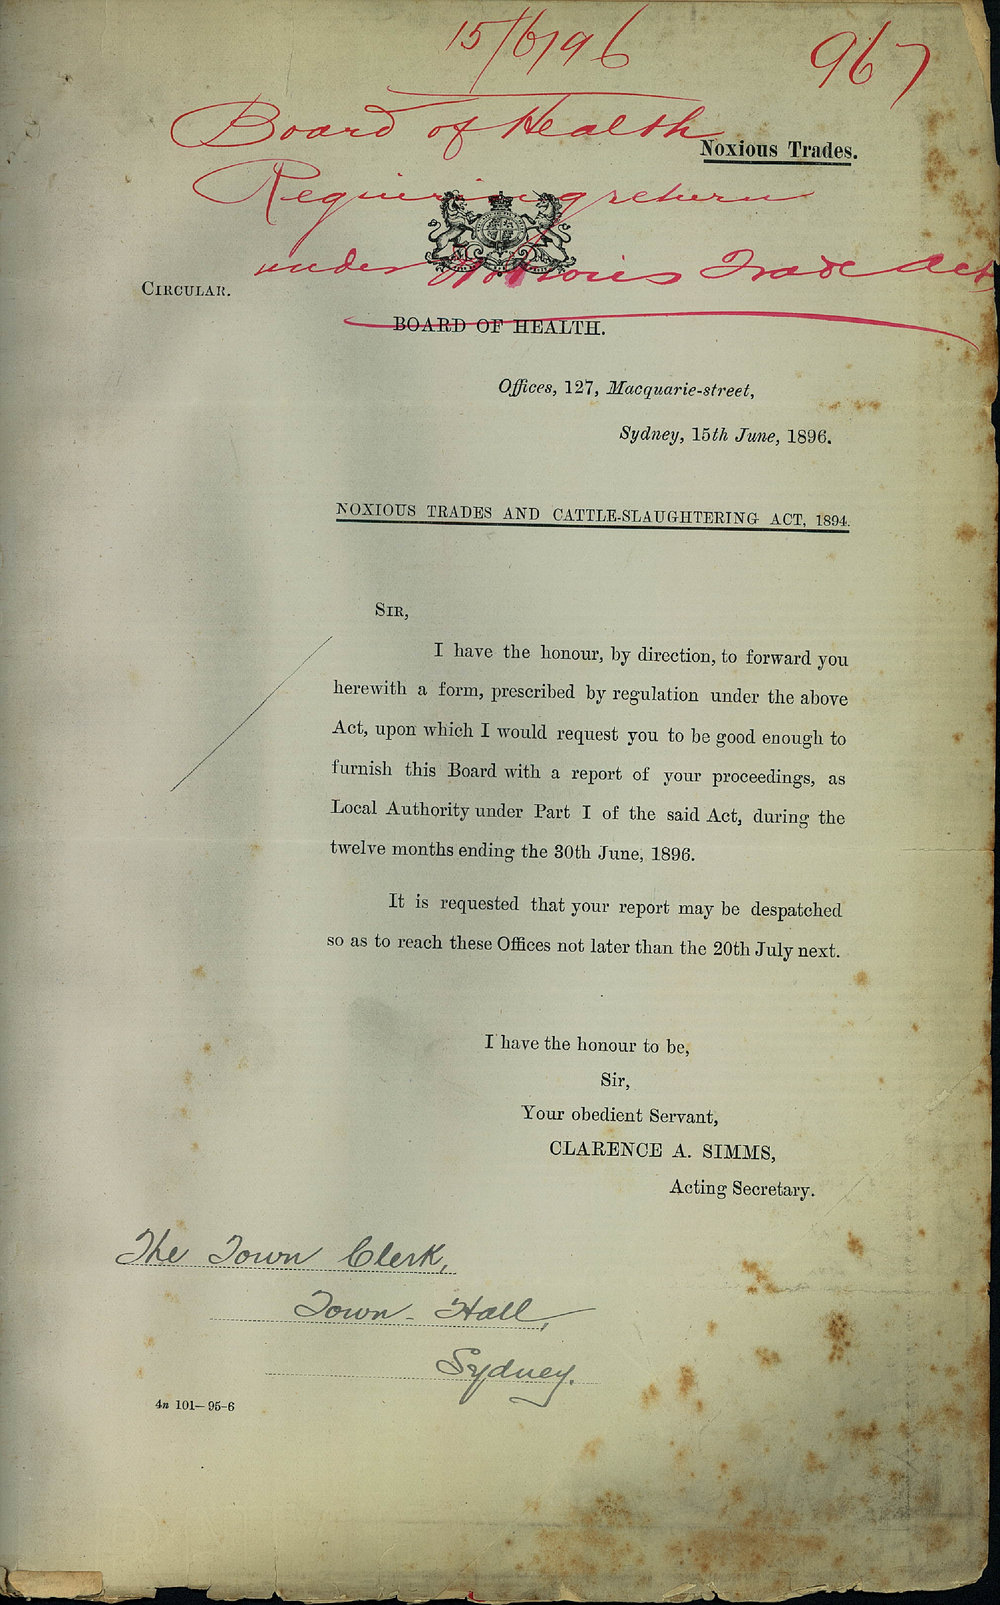 15/6/96
967
Board of Health
Noxious Trades.
Requiring return
under Noxious Trade Act
CIRCULAR.
BOARD OF HEALTH.
Offices, 127, Macquarie-street,
Sydney, 15th June, 1896.
NOXIOUS TRADES AND CATTLE-SLAUGHTERING ACT, 1894.
SIR,
I have the honour, by direction, to forward you
herewith a form, prescribed by regulation under the above
Act, upon which I would request you to be good enough to
furnish this Board with a report of your proceedings, as
Local Authority under Part I of the said Act, during the
twelve months ending the 30th June, 1896.
It is requested that your report may be despatched
so as to reach these Offices not later than the 20th July next.
I have the honour to be,
Sir,
Your obedient Servant,
CLARENCE A. SIMMS,
Acting Secretary.
The Town Clerk,
Town-Hall,
Sydney.
4n 101—95-6